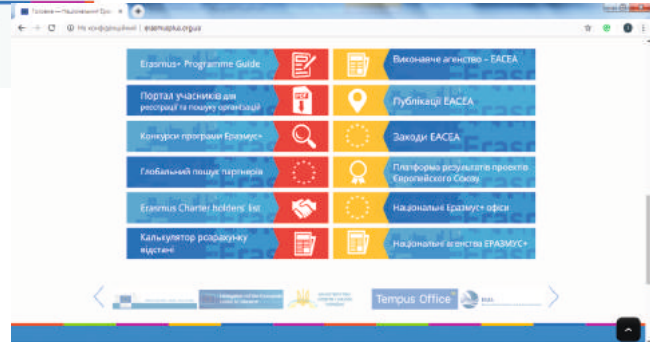 Головна — Національний Ера
Не конфіденційний | erasmusplus.org.ua
Erasmus+ Programme Guide
Виконавче агенство – EACEA
Портал учасників для
реєстрації та пошуку організацій
PDF
Публікації EACEA
Конкурси програми Еразмус+
Заходи EACEA
Глобальний пошук партнерів
Платформа результатів проектів
Європейского Союзу
Erasmus Charter holders' list
Національні Еразмус+ офіси
Калькулятор розрахунку
відстані
Національні агенства ЕРАЗМУС+
Tempus Office